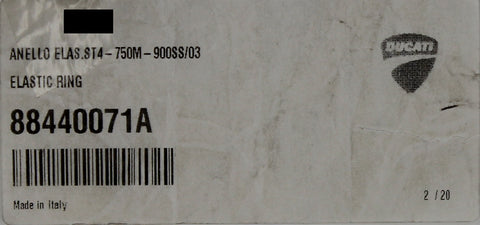 ANELLO ELAS.ST4-750M-900SS/03
DUCATI
ELASTIC RING
88440071A
Made in Italy
2 / 20